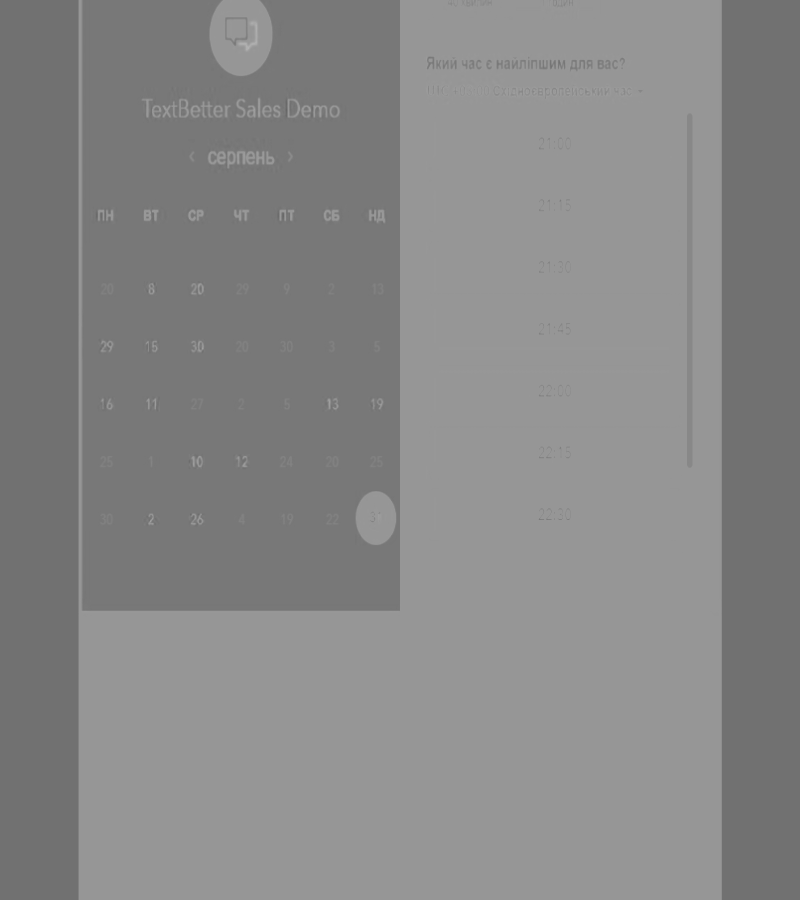 TextBetter Sales Demo
‹ серпень ›
ПН ВТ СР ЧТ ПТ СБ НД
20 8 20 29 9 2 13
29 15 30 20 30 3 5
16 11 27 2 5 13 19
25 1 10 12 24 20 25
30 2 26 4 19 22
Який час є найліпшим для вас?
Східноєвропейський час
21:00
21:15
21:30
21:45
22:00
22:15
22:30